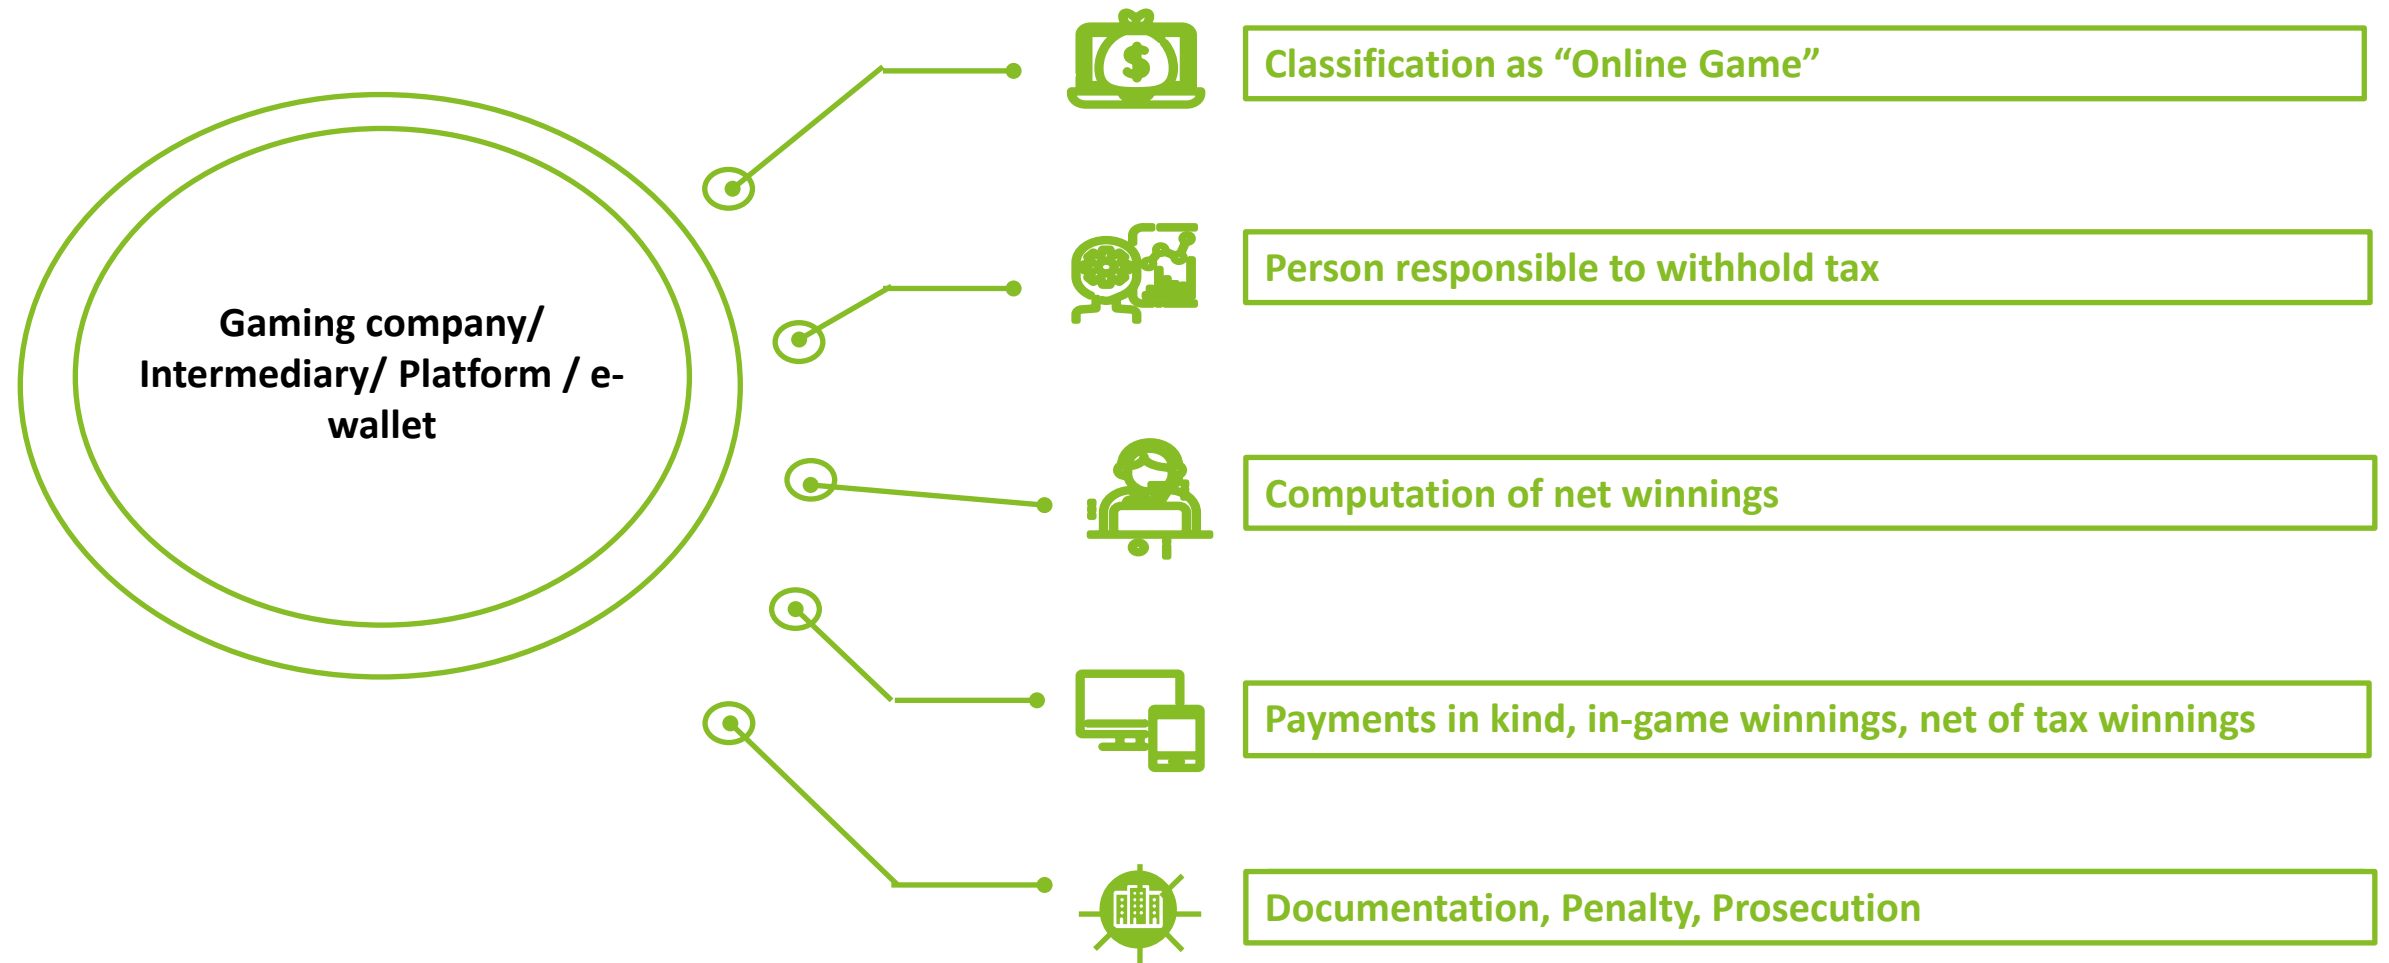 Classification as “Online Game”
Person responsible to withhold tax
Gaming company/
Intermediary/ Platform / e-
wallet
Computation of net winnings
Payments in kind, in-game winnings, net of tax winnings
Documentation, Penalty, Prosecution